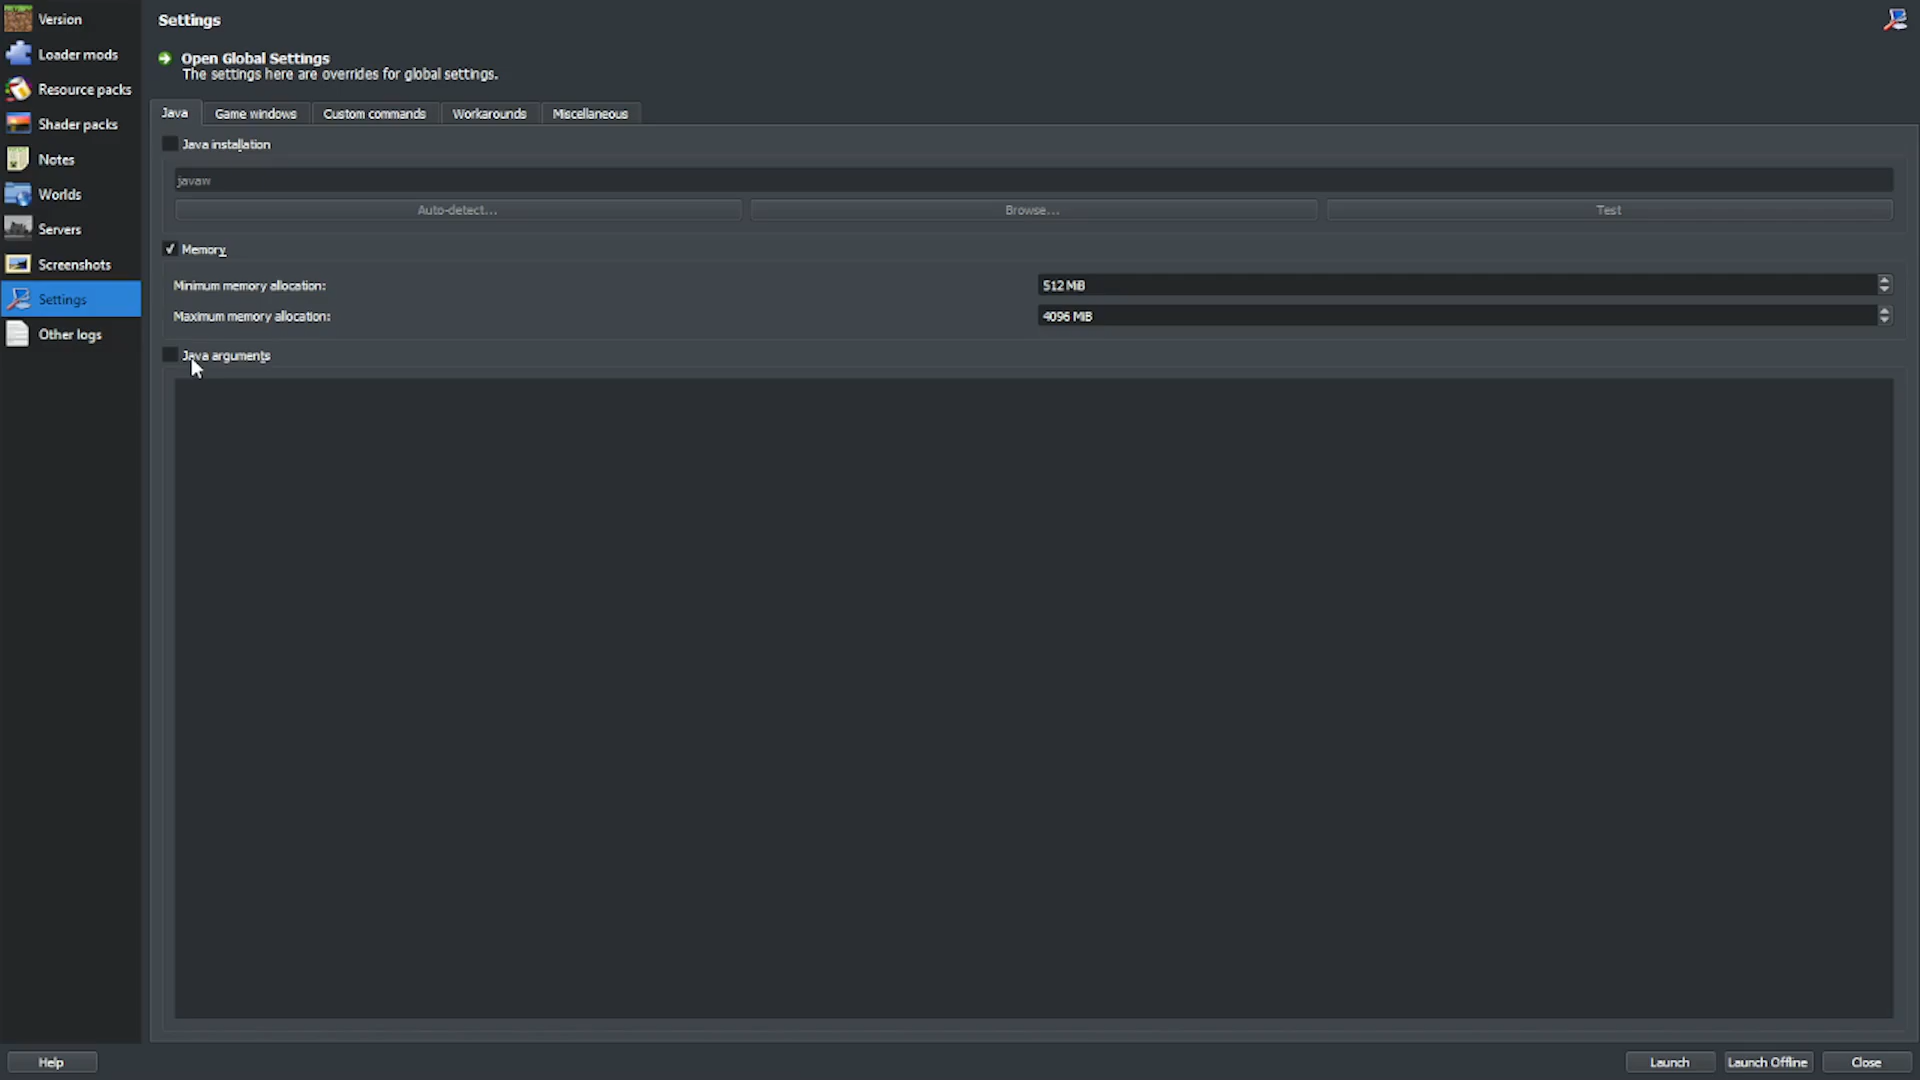 Version
Loader mods
Resource packs
Shader packs
Notes
Worlds
Servers
Screenshots
Settings
Other logs
Help
Settings
Open Global Settings
The settings here are overrides for global settings.
Java
Game windows
Custom commands
Workarounds
Miscellaneous
Java installation
javaw
Auto-detect...
Browse...
Test
Memory
Minimum memory allocation:
512 MiB
Maximum memory allocation:
4096 MiB
Java arguments
Launch
Launch Offline
Close